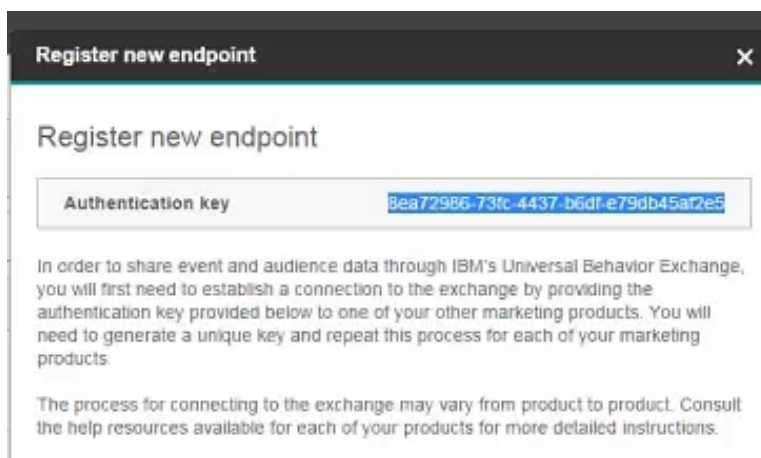 Register new endpoint
Register new endpoint
Authentication key 8ea72986-73fc-4437-b6df-e79db45af2e5
In order to share event and audience data through IBM's Universal Behavior Exchange,
you will first need to establish a connection to the exchange by providing the
authentication key provided below to one of your other marketing products. You will
need to generate a unique key and repeat this process for each of your marketing
products.
The process for connecting to the exchange may vary from product to product. Consult
the help resources available for each of your products for more detailed instructions.